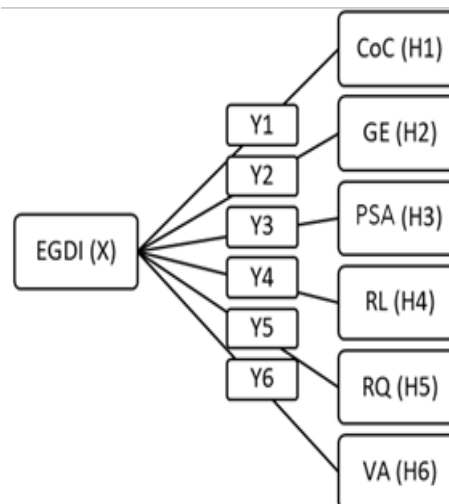 CoC (H1)
Y1
GE (H2)
Y2
PSA (H3)
Y3
EGDI (X)
Y4
RL (H4)
Y5
RQ (H5)
Y6
VA (H6)